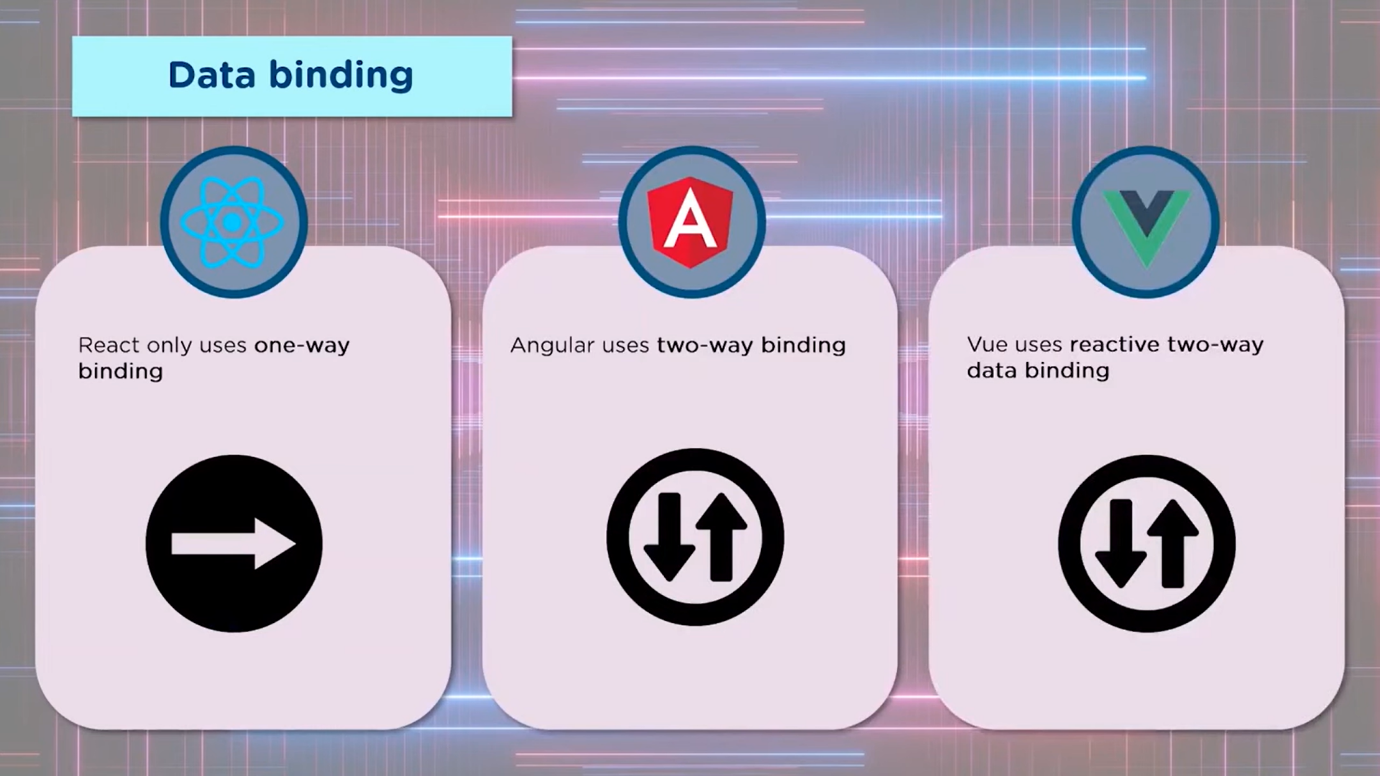 Data binding
React only uses one-way
binding
Angular uses two-way binding
Vue uses reactive two-way
data binding